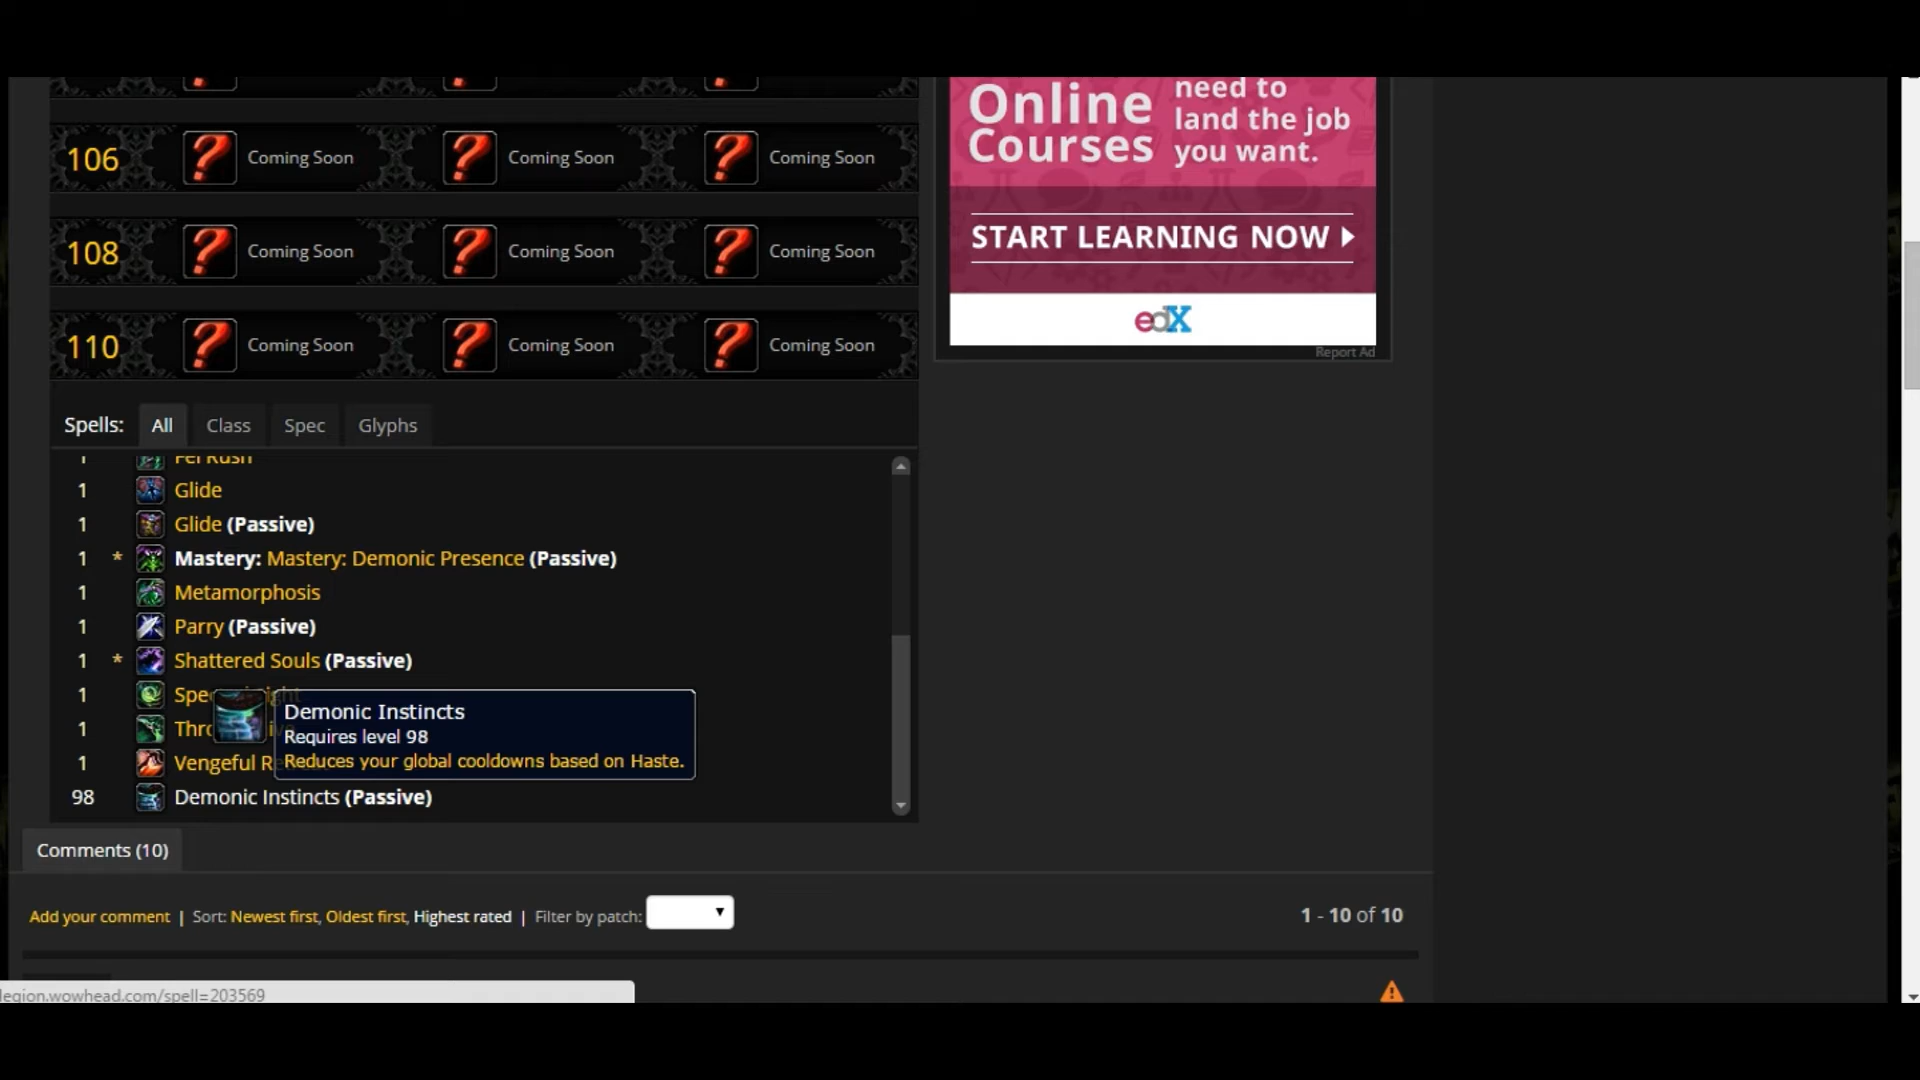 Online
Courses
need to
land the job
you want.
106 Coming Soon Coming Soon Coming Soon
START LEARNING NOW
108 Coming Soon Coming Soon Coming Soon
edX
110 Coming Soon Coming Soon Coming Soon
Report Ad
Spells: All Class Spec Glyphs
1 Fel Rush
1 Glide
1 Glide (Passive)
1 * Mastery: Mastery: Demonic Presence (Passive)
1 Metamorphosis
1 Parry (Passive)
1 * Shattered Souls (Passive)
1
1
1 Vengeful
Demonic Instincts
Requires level 98
Reduces your global cooldowns based on Haste.
98 Demonic Instincts (Passive)
Comments (10)
Add your comment | Sort: Newest first, Oldest first, Highest rated | Filter by patch:
1 - 10 of 10
legion.wowhead.com/spell=203569